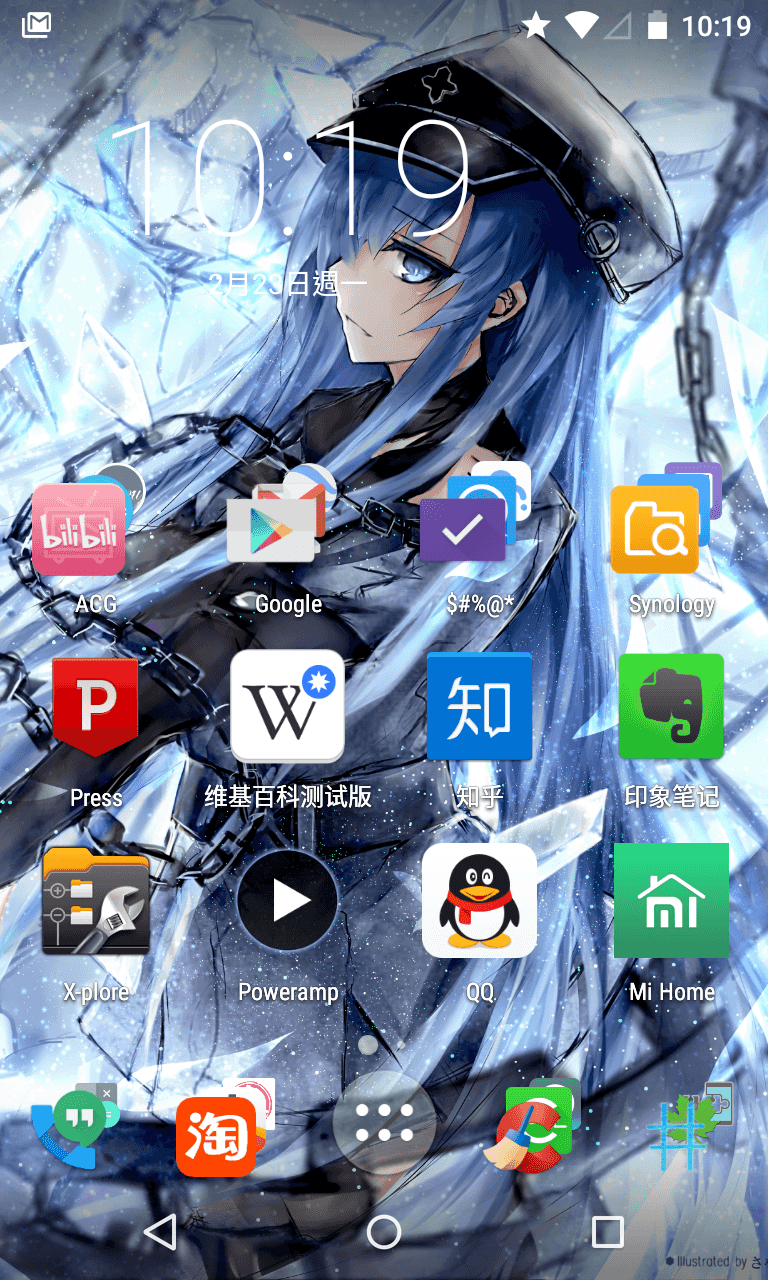 10:19
10:19
2月23日週一
bilibili
ACG
Google
$#%@*
Synology
P
W
知
Press
维基百科测试版
知乎
印象笔记
mi
X-plore
Poweramp
QQ
Mi Home
淘
Illustrated by